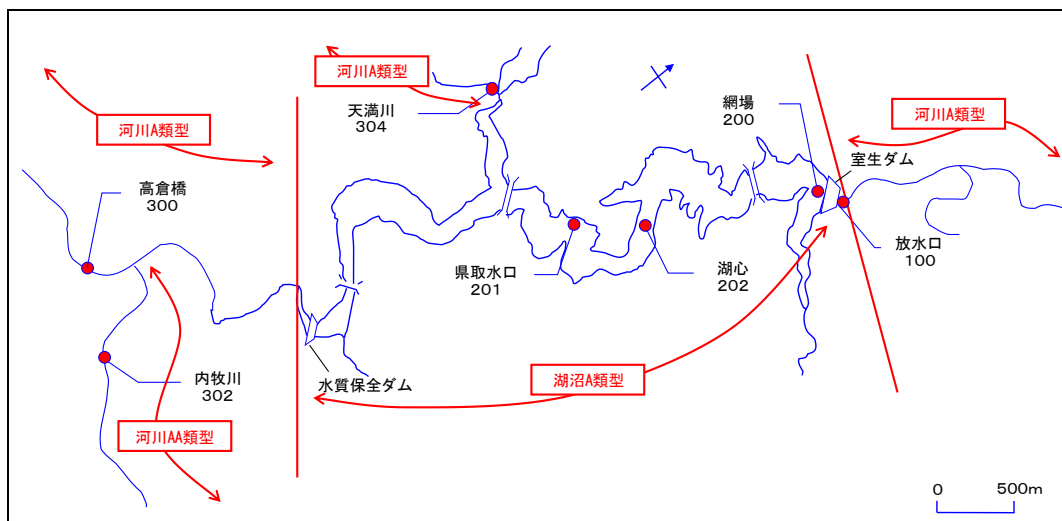 河川A類型
天満川
304
河川A類型
高倉橋
300
網場
200
河川A類型
室生ダム
県取水口
201
湖心
202
放水口
100
内牧川
302
水質保全ダム
湖沼A類型
河川AA類型
0 500m